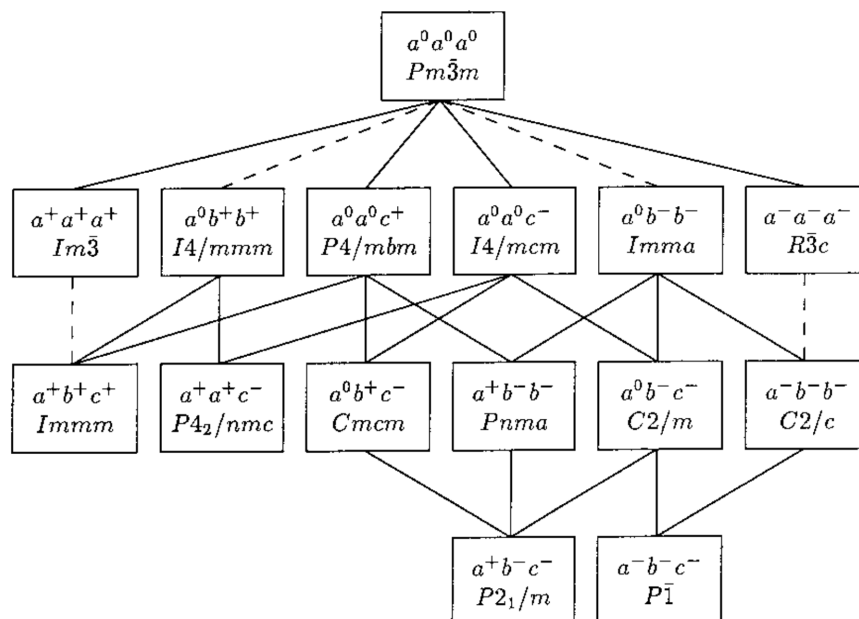 a⁰a⁰a⁰
Pm3̄m
a⁺a⁺a⁺
Im3̄
a⁰b⁺b⁺
I4/mmm
a⁰a⁰c⁺
P4/mbm
a⁰a⁰c⁻
I4/mcm
a⁰b⁻b⁻
Imma
a⁻a⁻a⁻
R3̄c
a⁺b⁺c⁺
Immm
a⁺a⁺c⁻
P4₂/nmc
a⁰b⁺c⁻
Cmcm
a⁺b⁻b⁻
Pnma
a⁰b⁻c⁻
C2/m
a⁻b⁻b⁻
C2/c
a⁺b⁻c⁻
P2₁/m
a⁻b⁻c⁻
P1̄